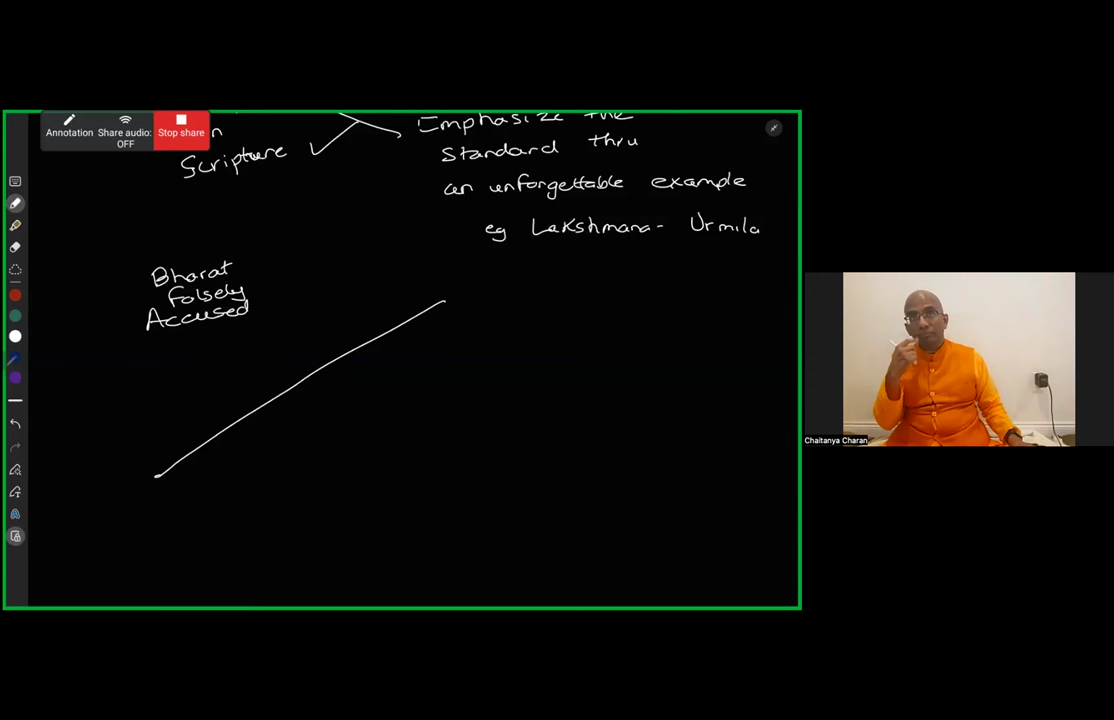 Annotation
Share audio: OFF
Stop share
n
Scripture
Emphasize the
Standard thru
an unforgettable example
eg Lakshmana - Urmila
Bharat
Falsely
Accused
Chaitanya Charan